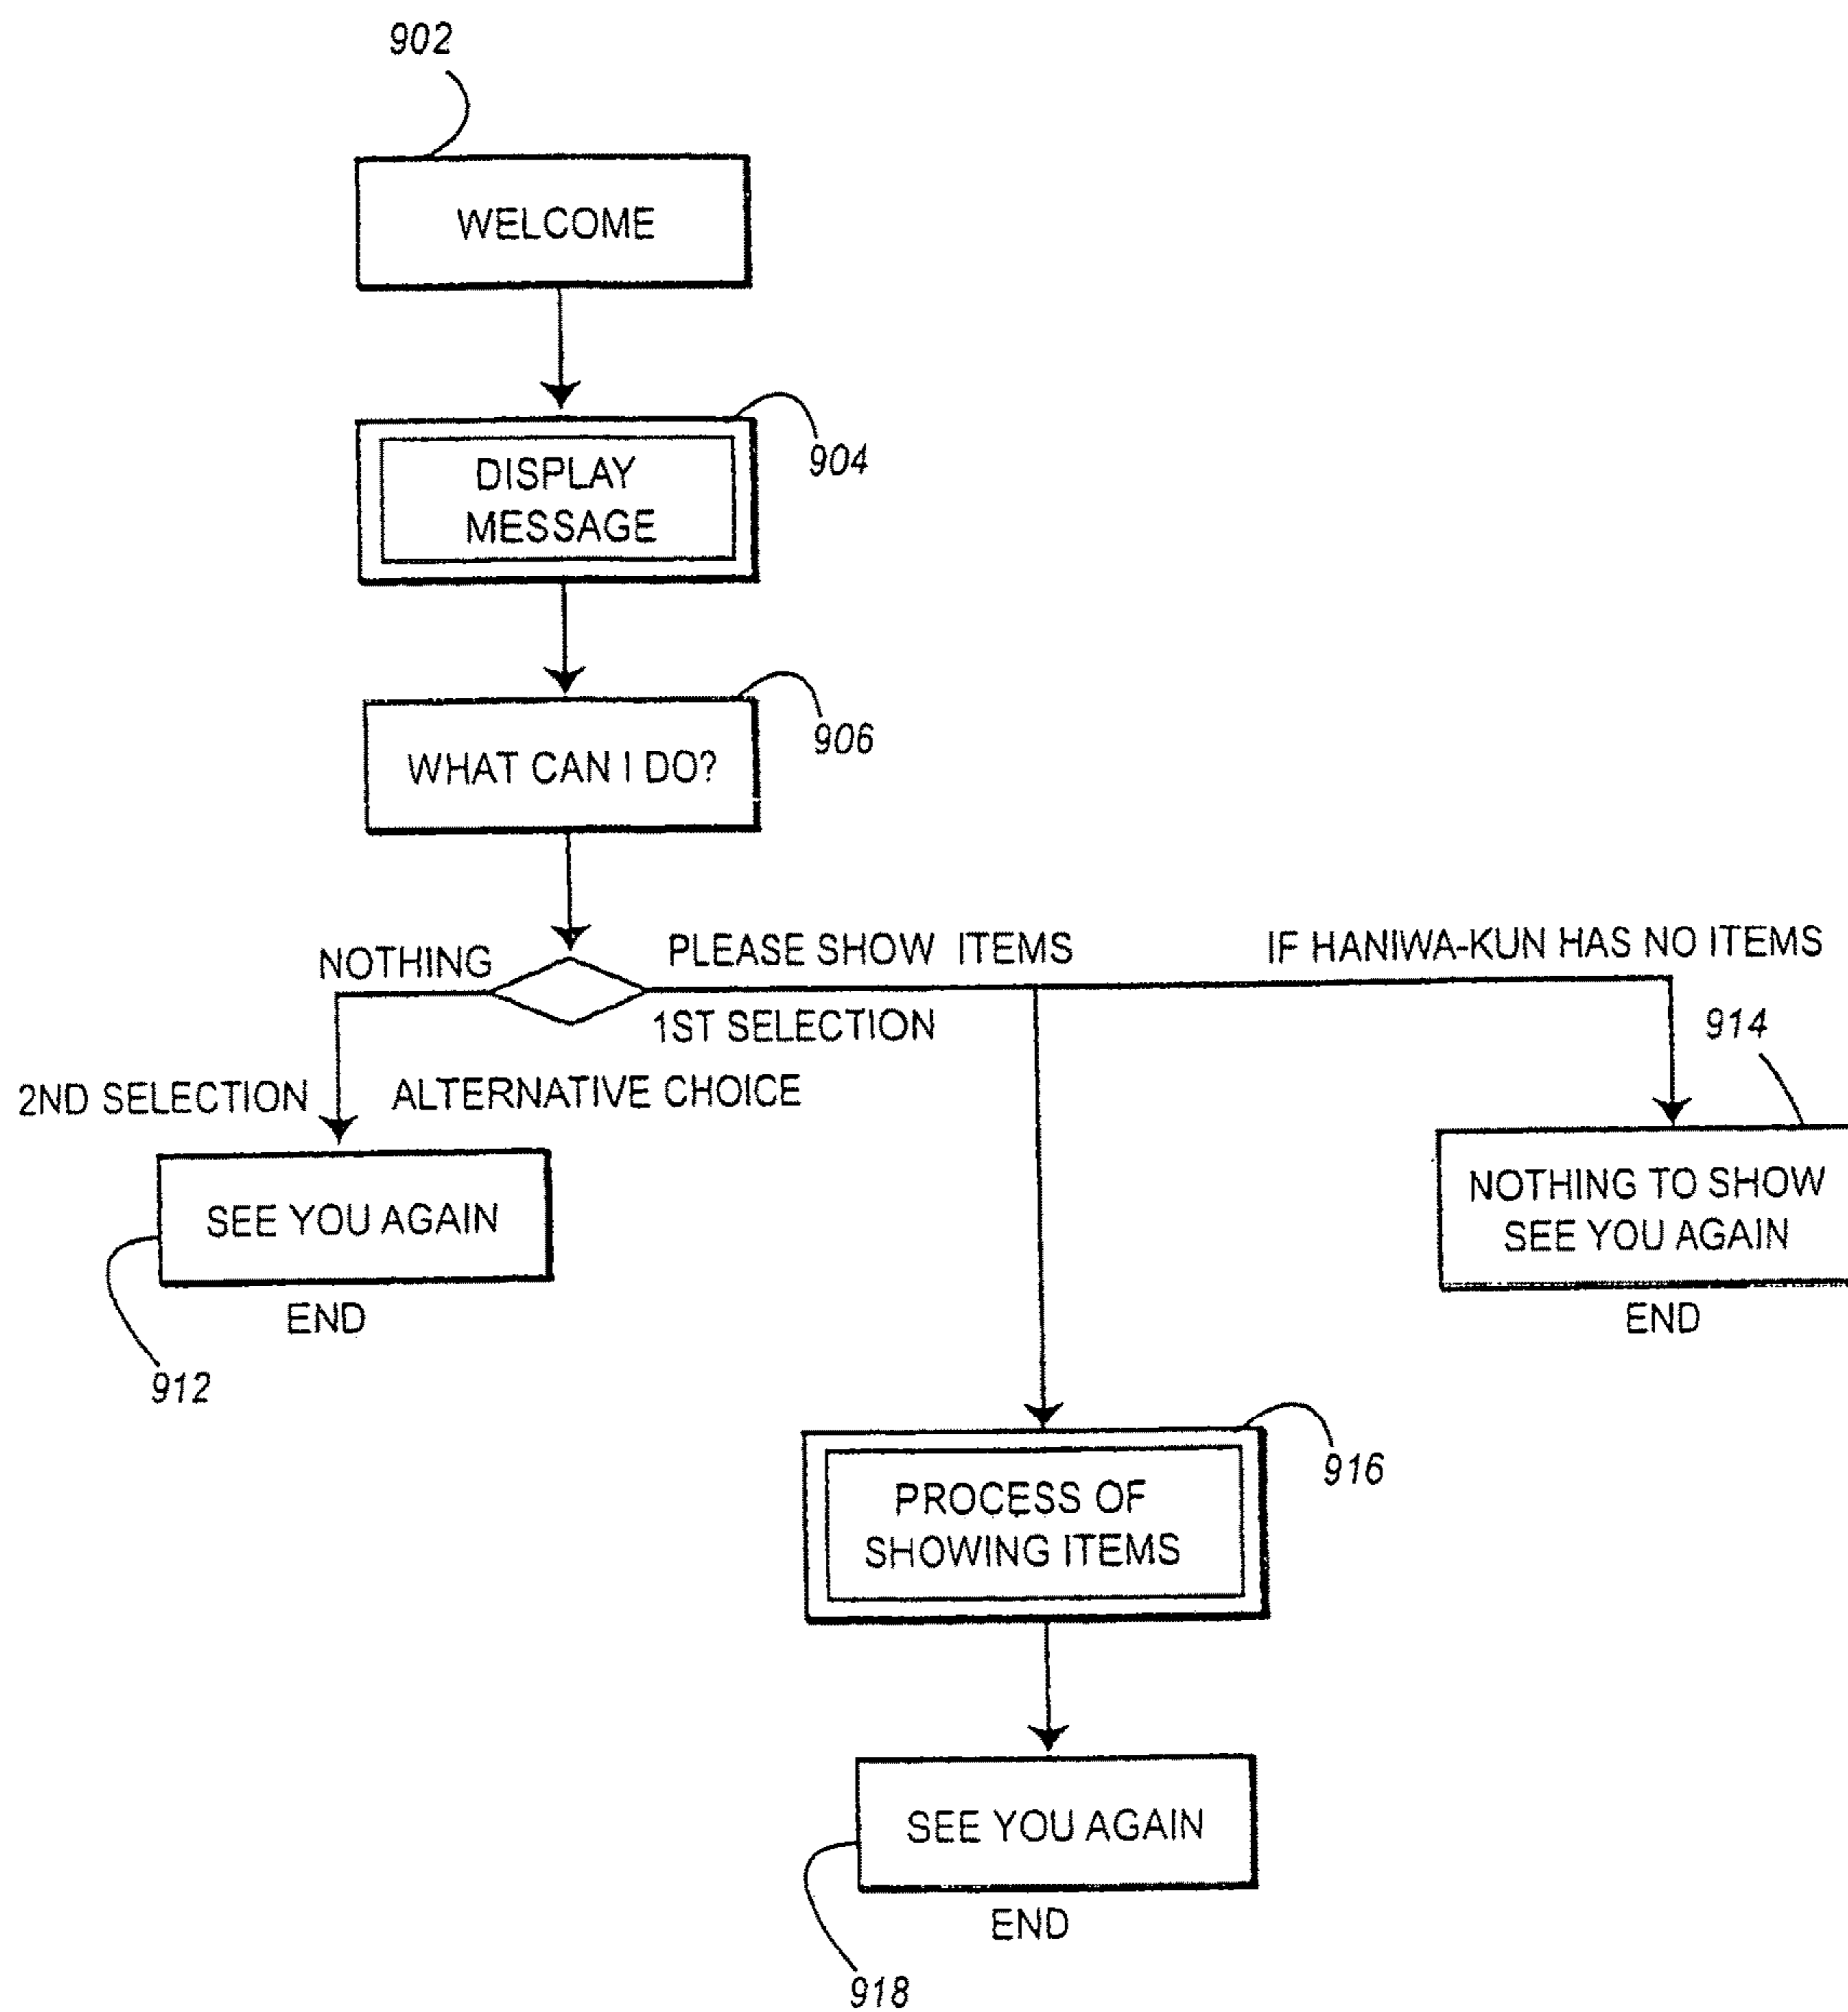 902
WELCOME
904
DISPLAY
MESSAGE
906
WHAT CAN I DO?
NOTHING
PLEASE SHOW ITEMS
IF HANIWA-KUN HAS NO ITEMS
1ST SELECTION
914
2ND SELECTION
ALTERNATIVE CHOICE
SEE YOU AGAIN
NOTHING TO SHOW
SEE YOU AGAIN
END
END
912
916
PROCESS OF
SHOWING ITEMS
SEE YOU AGAIN
END
918